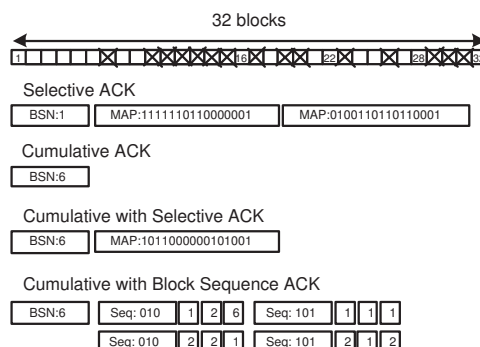 32 blocks
1 16 22 28 32
Selective ACK
BSN:1 MAP:1111110110000001 MAP:0100110110110001
Cumulative ACK
BSN:6
Cumulative with Selective ACK
BSN:6 MAP:1011000000101001
Cumulative with Block Sequence ACK
BSN:6 Seq: 010 1 2 6 Seq: 101 1 1 1
Seq: 010 2 2 1 Seq: 101 2 1 2